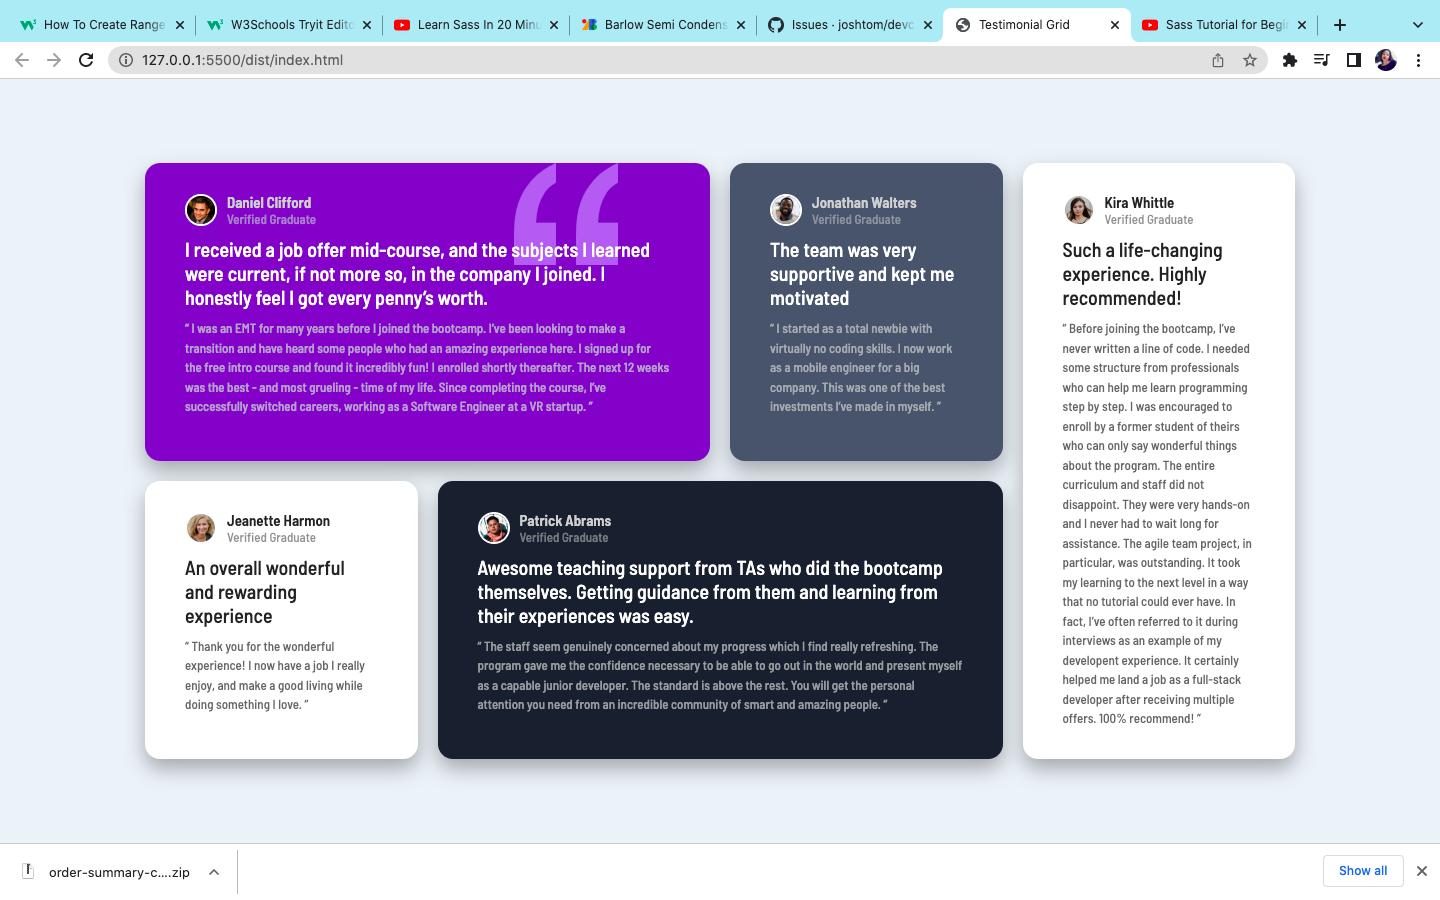 How To Create Range
W3Schools Tryit Edito
Learn Sass In 20 Minu
Barlow Semi Condens
Issues · joshtom/devc
Testimonial Grid
Sass Tutorial for Begin
127.0.0.1:5500/dist/index.html
Daniel Clifford
Verified Graduate
I received a job offer mid-course, and the subjects I learned
were current, if not more so, in the company I joined. I
honestly feel I got every penny’s worth.
“ I was an EMT for many years before I joined the bootcamp. I’ve been looking to make a
transition and have heard some people who had an amazing experience here. I signed up for
the free intro course and found it incredibly fun! I enrolled shortly thereafter. The next 12 weeks
was the best - and most grueling - time of my life. Since completing the course, I’ve
successfully switched careers, working as a Software Engineer at a VR startup. ”
Jonathan Walters
Verified Graduate
The team was very
supportive and kept me
motivated
“ I started as a total newbie with
virtually no coding skills. I now work
as a mobile engineer for a big
company. This was one of the best
investments I’ve made in myself. ”
Kira Whittle
Verified Graduate
Such a life-changing
experience. Highly
recommended!
“ Before joining the bootcamp, I’ve
never written a line of code. I needed
some structure from professionals
who can help me learn programming
step by step. I was encouraged to
enroll by a former student of theirs
who can only say wonderful things
about the program. The entire
curriculum and staff did not
disappoint. They were very hands-on
and I never had to wait long for
assistance. The agile team project, in
particular, was outstanding. It took
my learning to the next level in a way
that no tutorial could ever have. In
fact, I’ve often referred to it during
interviews as an example of my
developent experience. It certainly
helped me land a job as a full-stack
developer after receiving multiple
offers. 100% recommend! ”
Jeanette Harmon
Verified Graduate
An overall wonderful
and rewarding
experience
“ Thank you for the wonderful
experience! I now have a job I really
enjoy, and make a good living while
doing something I love. ”
Patrick Abrams
Verified Graduate
Awesome teaching support from TAs who did the bootcamp
themselves. Getting guidance from them and learning from
their experiences was easy.
“ The staff seem genuinely concerned about my progress which I find really refreshing. The
program gave me the confidence necessary to be able to go out in the world and present myself
as a capable junior developer. The standard is above the rest. You will get the personal
attention you need from an incredible community of smart and amazing people. ”
order-summary-c....zip
Show all